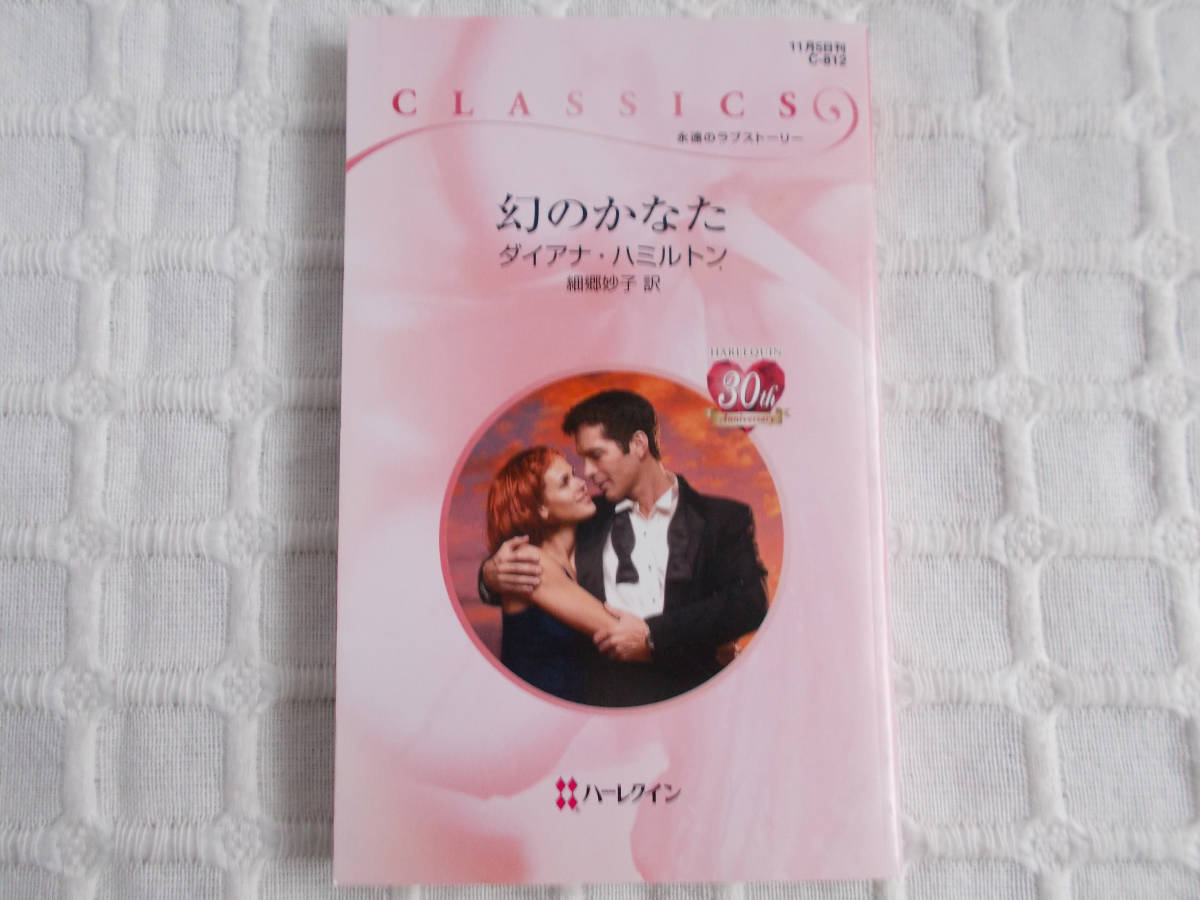 11月5日刊
C-812
CLASSICS
永遠のラブストーリー
幻のかなた
ダイアナ・ハミルトン
細郷妙子 訳
HARLEQUIN
30th
Anniversary
ハーレクイン